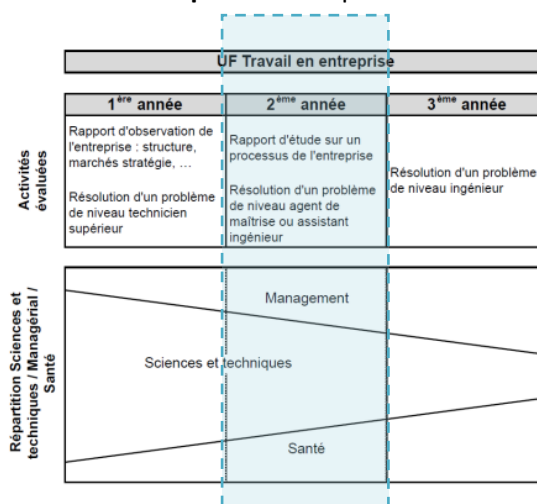 UF Travail en entreprise
1ère année
2ème année
3ème année
Activités
évaluées
Rapport d'observation de
l'entreprise : structure,
marchés stratégie, ...
Résolution d'un problème
de niveau technicien
supérieur
Rapport d'étude sur un
processus de l'entreprise
Résolution d'un problème
de niveau agent de
maîtrise ou assistant
ingénieur
Résolution d'un problème
de niveau ingénieur
Répartition Sciences et
techniques / Managérial /
Santé
Management
Sciences et techniques
Santé